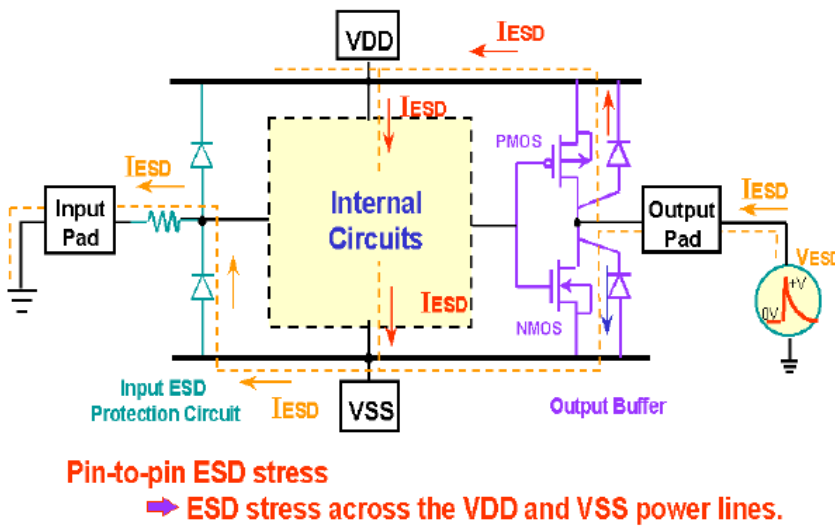 IESD
VDD
IESD
PMOS
IESD
Input
Pad
Internal
Circuits
Output
Pad
IESD
VESD
+V
0V
IESD
NMOS
Input ESD
Protection Circuit
IESD
VSS
Output Buffer
Pin-to-pin ESD stress
ESD stress across the VDD and VSS power lines.